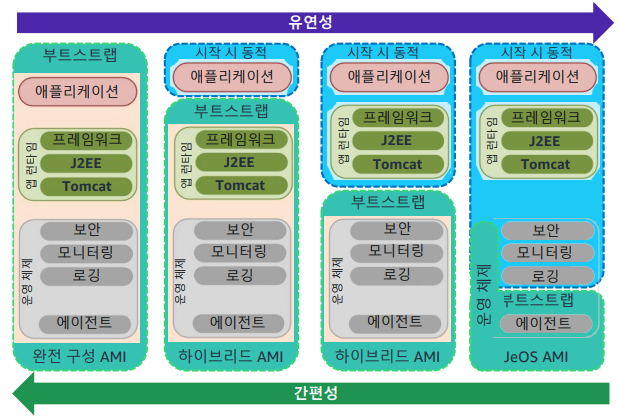 유연성
부트스트랩
애플리케이션
앱 런타임
프레임워크
J2EE
Tomcat
운영 체제
보안
모니터링
로깅
에이전트
완전 구성 AMI
시작 시 동적
애플리케이션
부트스트랩
앱 런타임
프레임워크
J2EE
Tomcat
운영 체제
보안
모니터링
로깅
에이전트
하이브리드 AMI
시작 시 동적
애플리케이션
앱 런타임
프레임워크
J2EE
Tomcat
부트스트랩
운영 체제
보안
모니터링
로깅
에이전트
하이브리드 AMI
시작 시 동적
애플리케이션
앱 런타임
프레임워크
J2EE
Tomcat
운영 체제
보안
모니터링
로깅
부트스트랩
에이전트
JeOS AMI
간편성